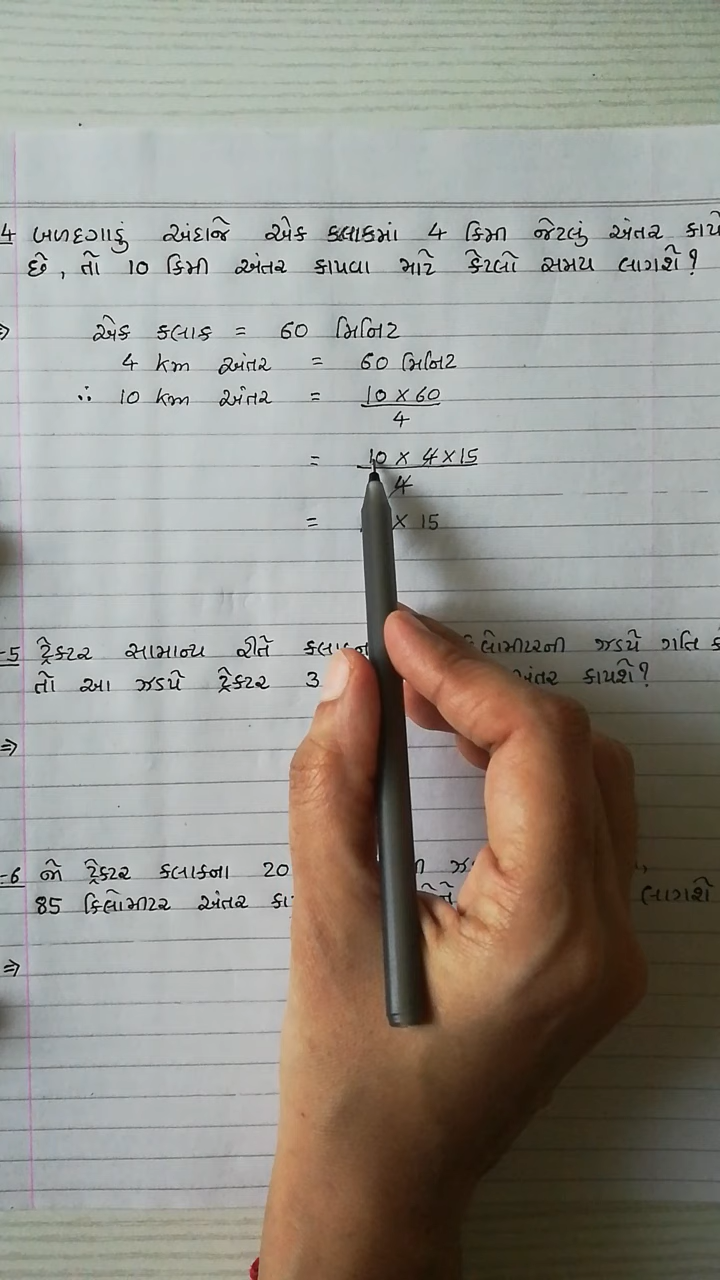 4 બળદગાડું અંદાજે એક કલાકમાં 4 કિમી જેટલું અંતર કાપે
છે, તો 10 કિમી અંતર કાપવા માટે કેટલો સમય લાગશે?
⇒ એક કલાક = 60 મિનિટ
4 km અંતર = 60 મિનિટ
∴ 10 km અંતર = 10 × 60
4
= 10 × 4 × 15
4
= × 15
-5 ટ્રેક્ટર સામાન્ય રીતે ઝડપે ગતિ
તો આ ઝડપે ટ્રેક્ટર 3 અંતર કાપશે?
⇒
-6 જો ટ્રેક્ટર કલાકના 20
85 કિલોમીટર અંતર લાગશે
⇒